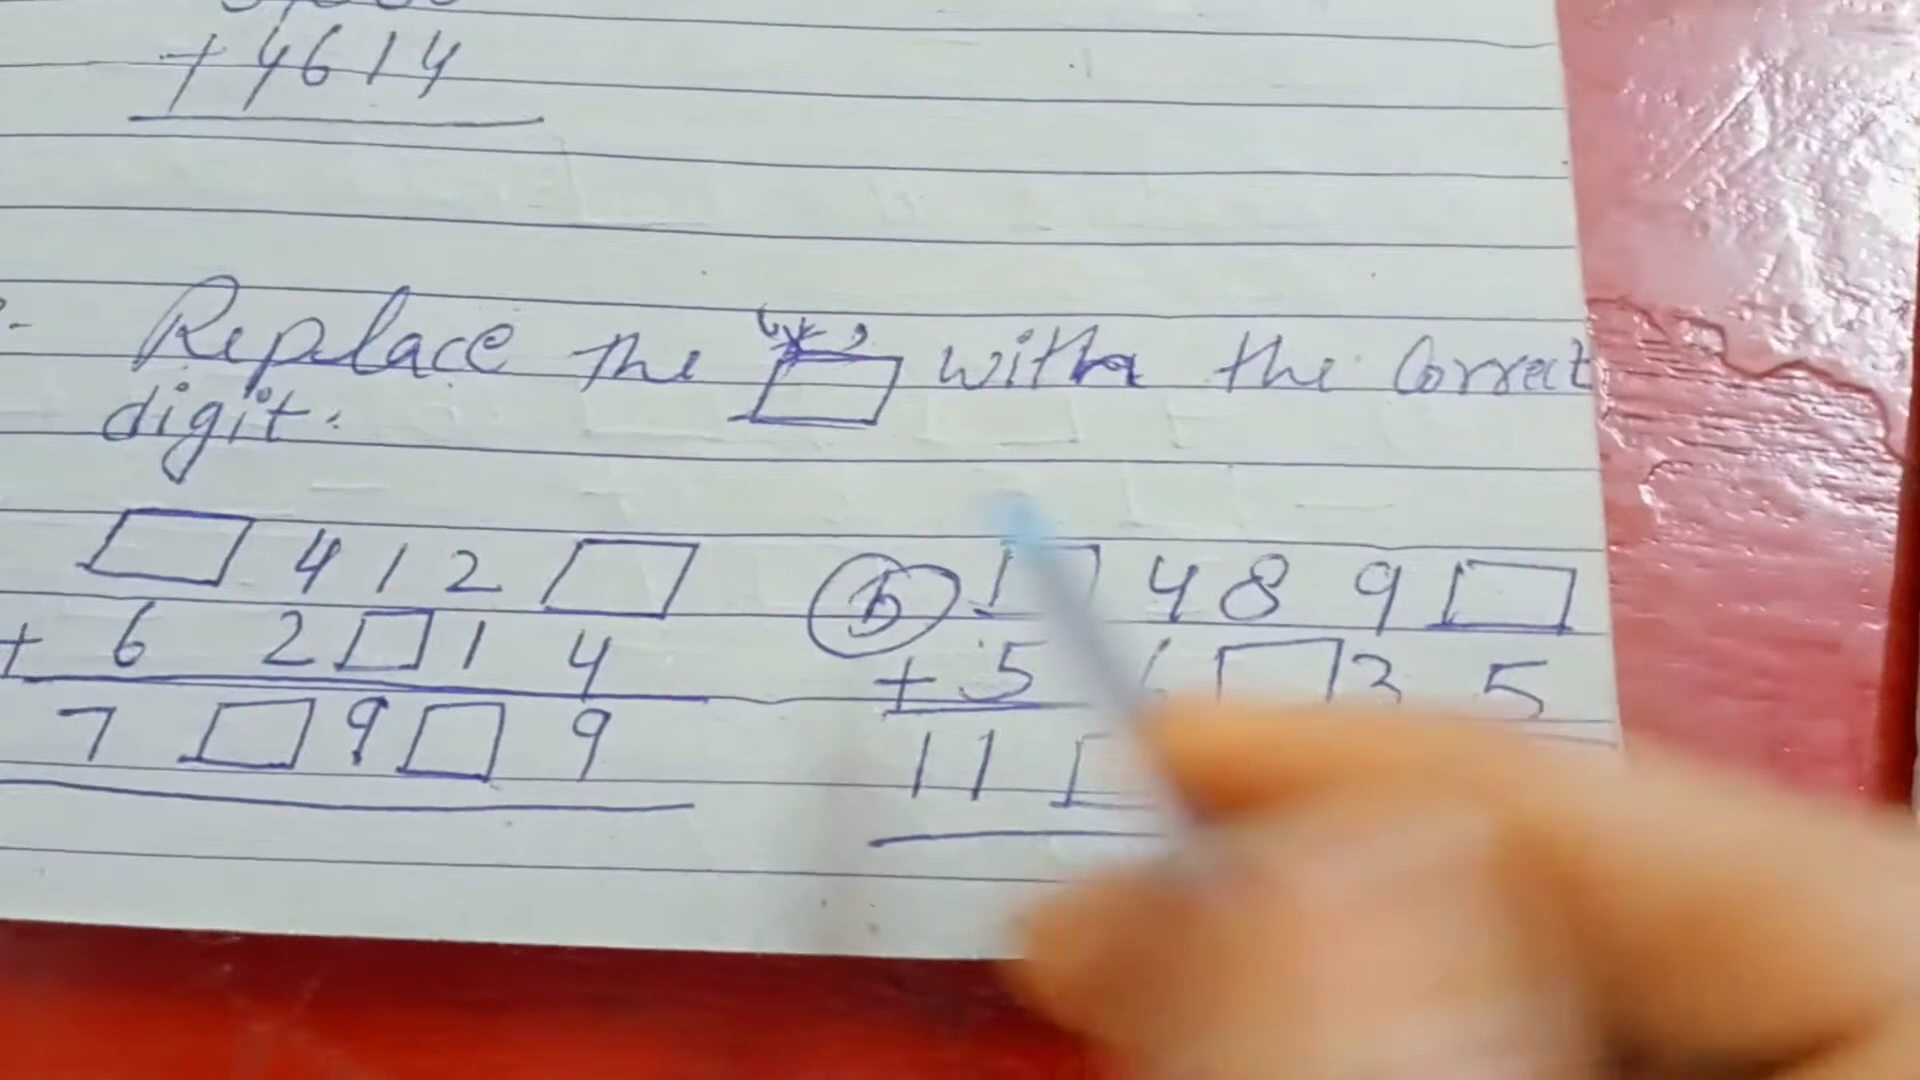 + 4614
Replace the □ with the correct
digit:
□ 4 1 2 □
+ 6 2 □ 1 4
7 □ 9 □ 9
(b) □ 4 8 9 □
+ 5 □ 3 5
1 1 □